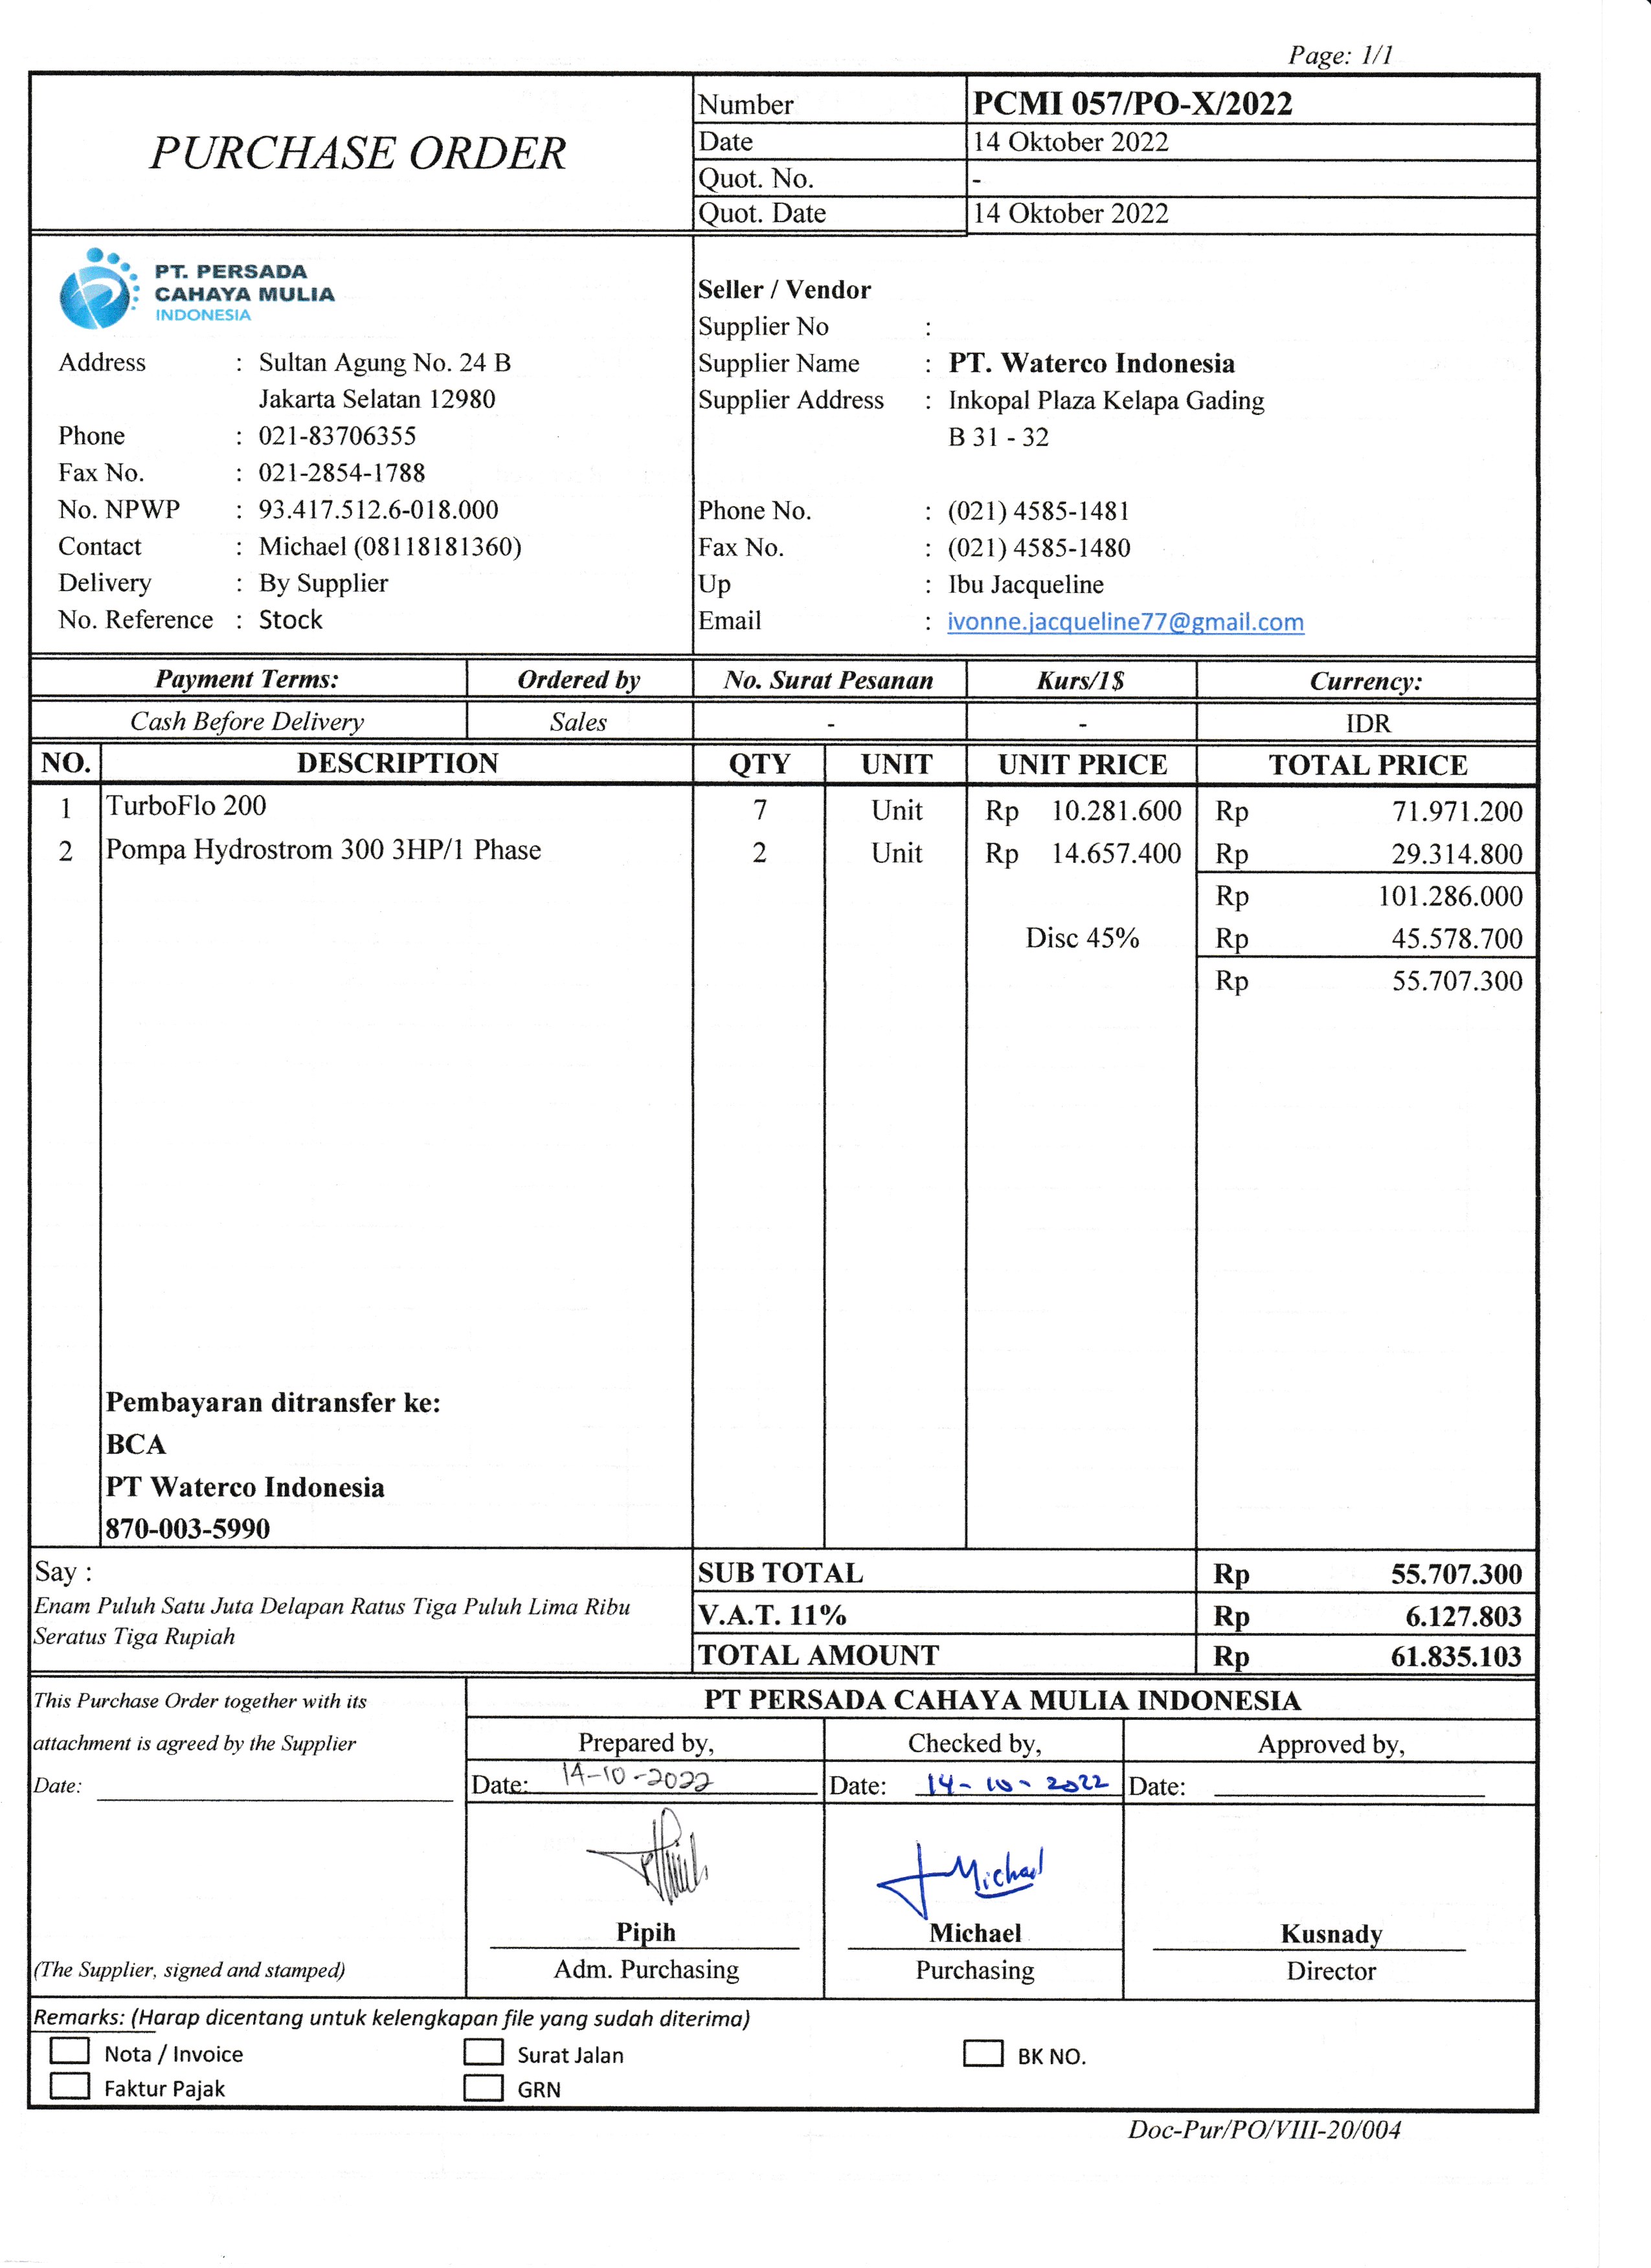 Page: 1/1
PURCHASE ORDER
Number PCMI 057/PO-X/2022
Date 14 Oktober 2022
Quot. No. -
Quot. Date 14 Oktober 2022
PT. PERSADA
CAHAYA MULIA
INDONESIA
Address : Sultan Agung No. 24 B
Jakarta Selatan 12980
Phone : 021-83706355
Fax No. : 021-2854-1788
No. NPWP : 93.417.512.6-018.000
Contact : Michael (08118181360)
Delivery : By Supplier
No. Reference : Stock
Seller / Vendor
Supplier No :
Supplier Name : PT. Waterco Indonesia
Supplier Address : Inkopal Plaza Kelapa Gading
B 31 - 32
Phone No. : (021) 4585-1481
Fax No. : (021) 4585-1480
Up : Ibu Jacqueline
Email : ivonne.jacqueline77@gmail.com
Payment Terms: Ordered by No. Surat Pesanan Kurs/1$ Currency:
Cash Before Delivery Sales - - IDR
NO. DESCRIPTION QTY UNIT UNIT PRICE TOTAL PRICE
1 TurboFlo 200 7 Unit Rp 10.281.600 Rp 71.971.200
2 Pompa Hydrostrom 300 3HP/1 Phase 2 Unit Rp 14.657.400 Rp 29.314.800
Rp 101.286.000
Disc 45% Rp 45.578.700
Rp 55.707.300
Pembayaran ditransfer ke:
BCA
PT Waterco Indonesia
870-003-5990
Say :
Enam Puluh Satu Juta Delapan Ratus Tiga Puluh Lima Ribu
Seratus Tiga Rupiah
SUB TOTAL Rp 55.707.300
V.A.T. 11% Rp 6.127.803
TOTAL AMOUNT Rp 61.835.103
This Purchase Order together with its
attachment is agreed by the Supplier
Date:
(The Supplier, signed and stamped)
PT PERSADA CAHAYA MULIA INDONESIA
Prepared by, Checked by, Approved by,
Date: 14-10-2022 Date: 14-10-2022 Date:
Michael
Pipih Michael Kusnady
Adm. Purchasing Purchasing Director
Remarks: (Harap dicentang untuk kelengkapan file yang sudah diterima)
Nota / Invoice Surat Jalan BK NO.
Faktur Pajak GRN
Doc-Pur/PO/VIII-20/004